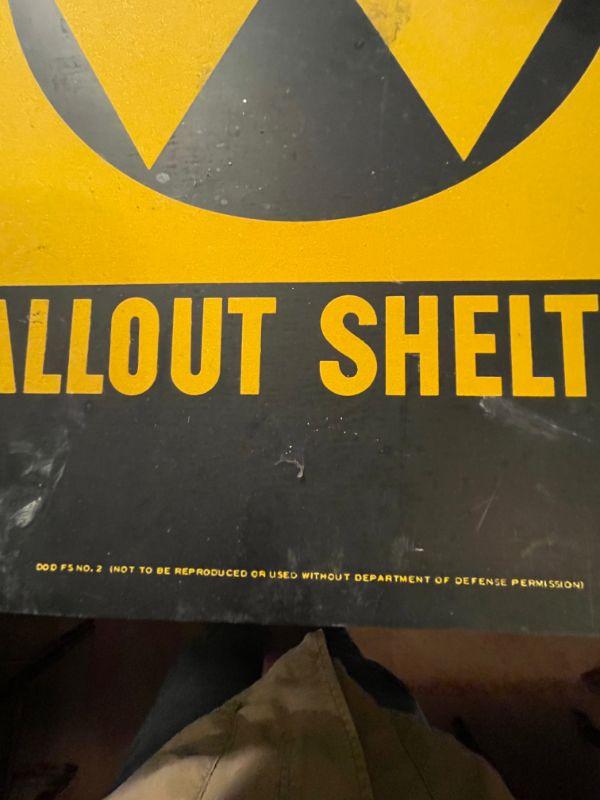 ALLOUT SHELT
DOD FS NO. 2 (NOT TO BE REPRODUCED OR USED WITHOUT DEPARTMENT OF DEFENSE PERMISSION)